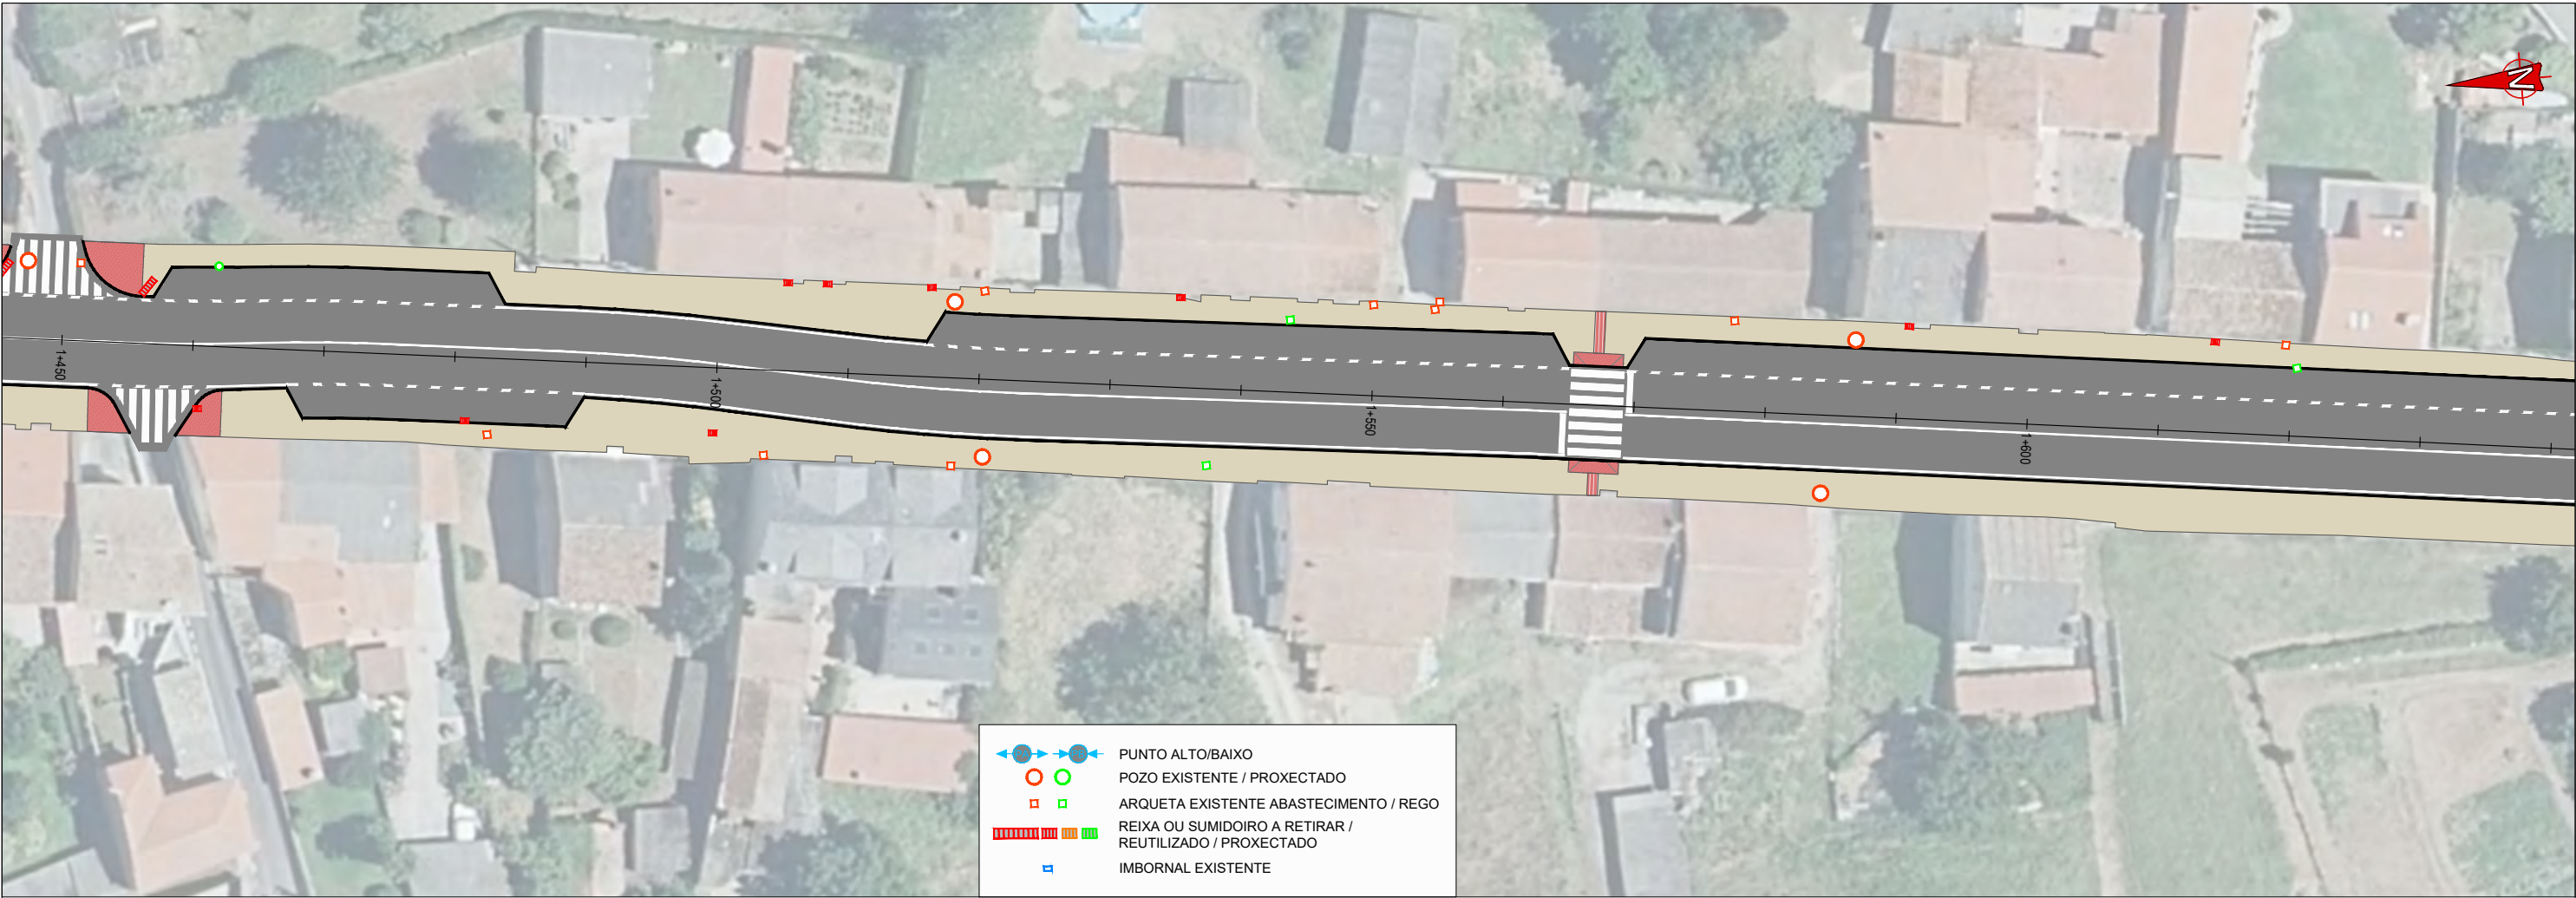 N
1+450
1+500
1+550
1+600
PUNTO ALTO/BAIXO
POZO EXISTENTE / PROXECTADO
ARQUETA EXISTENTE ABASTECIMENTO / REGO
REIXA OU SUMIDOIRO A RETIRAR /
REUTILIZADO / PROXECTADO
IMBORNAL EXISTENTE